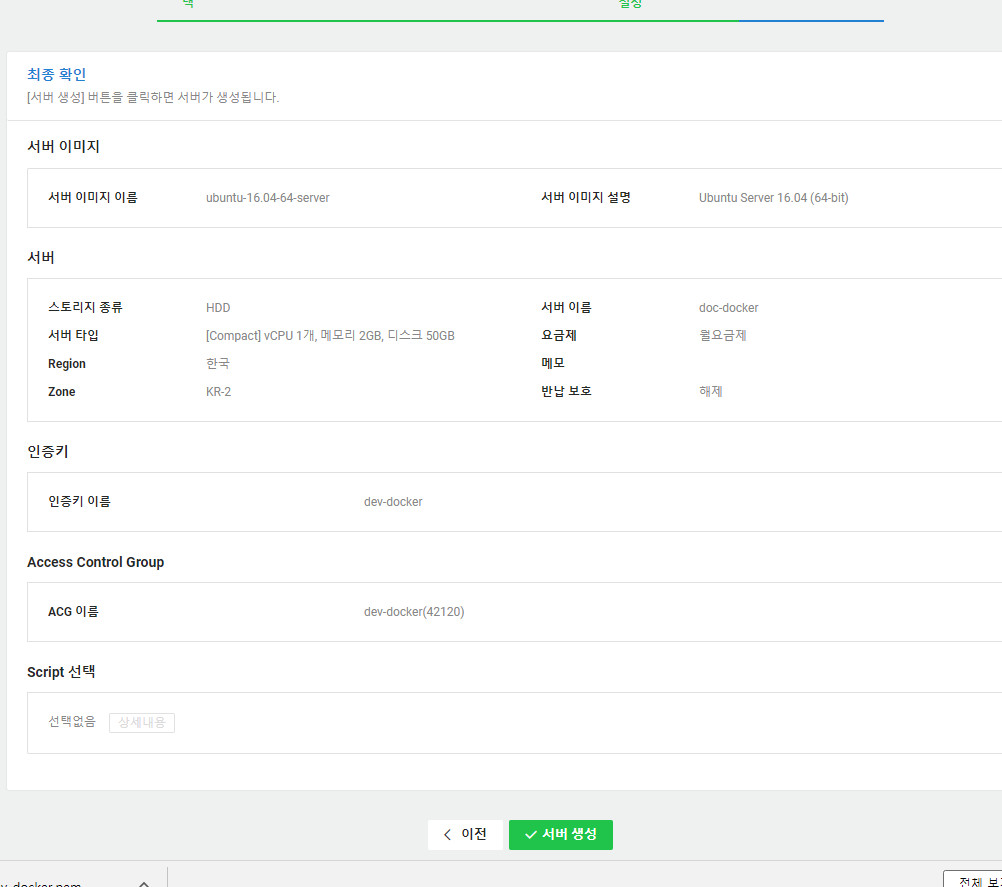 택
설정
최종 확인
[서버 생성] 버튼을 클릭하면 서버가 생성됩니다.
서버 이미지
서버 이미지 이름 ubuntu-16.04-64-server 서버 이미지 설명 Ubuntu Server 16.04 (64-bit)
서버
스토리지 종류 HDD 서버 이름 doc-docker
서버 타입 [Compact] vCPU 1개, 메모리 2GB, 디스크 50GB 요금제 월요금제
Region 한국 메모
Zone KR-2 반납 보호 해제
인증키
인증키 이름 dev-docker
Access Control Group
ACG 이름 dev-docker(42120)
Script 선택
선택없음 상세내용
이전 서버 생성
v-docker.pem 전체 보